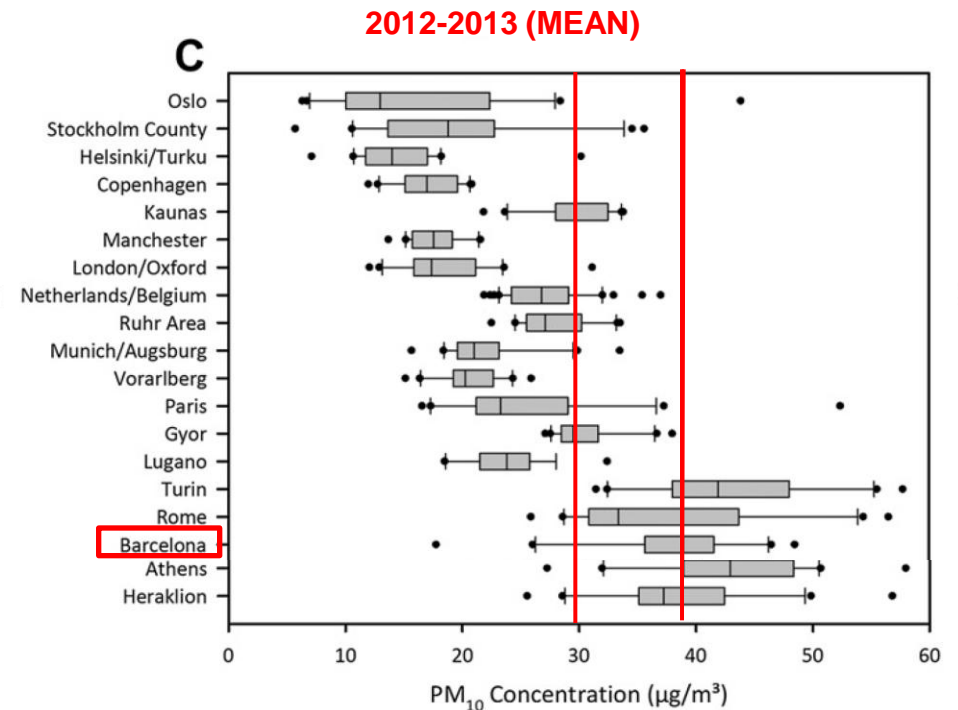 2012-2013 (MEAN)
C
Oslo
Stockholm County
Helsinki/Turku
Copenhagen
Kaunas
Manchester
London/Oxford
Netherlands/Belgium
Ruhr Area
Munich/Augsburg
Vorarlberg
Paris
Gyor
Lugano
Turin
Rome
Barcelona
Athens
Heraklion
0 10 20 30 40 50 60
PM₁₀ Concentration (µg/m³)